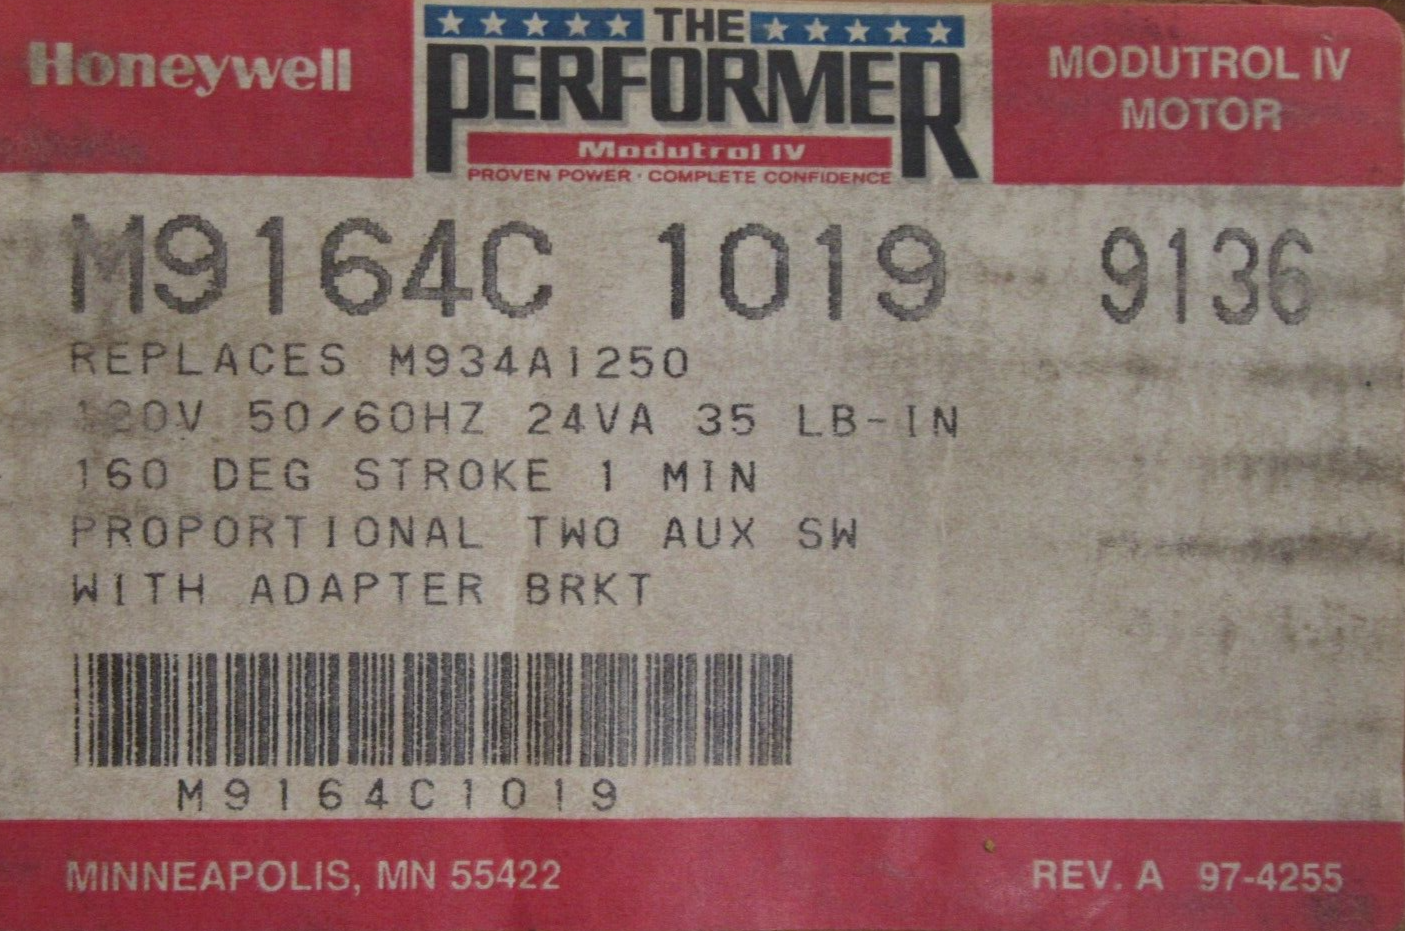 Honeywell
THE
PERFORMER
Modutrol IV
PROVEN POWER · COMPLETE CONFIDENCE
MODUTROL IV
MOTOR
M9164C 1019 9136
REPLACES M934A1250
120V 50/60HZ 24VA 35 LB-IN
160 DEG STROKE 1 MIN
PROPORTIONAL TWO AUX SW
WITH ADAPTER BRKT
M9164C1019
MINNEAPOLIS, MN 55422
REV. A 97-4255